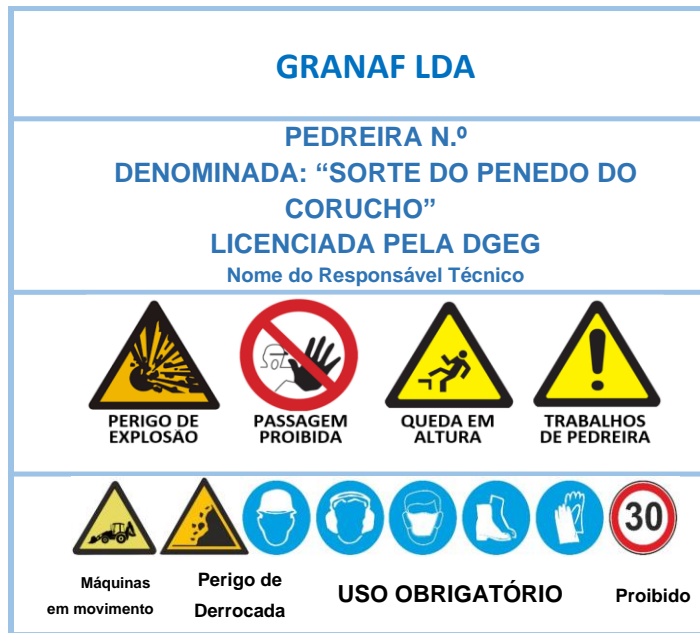 GRANAF LDA
PEDREIRA N.º
DENOMINADA: “SORTE DO PENEDO DO
CORUCHO”
LICENCIADA PELA DGEG
Nome do Responsável Técnico
PERIGO DE
EXPLOSÃO
PASSAGEM
PROIBIDA
QUEDA EM
ALTURA
TRABALHOS
DE PEDREIRA
30
Máquinas
em movimento
Perigo de
Derrocada
USO OBRIGATÓRIO
Proibido